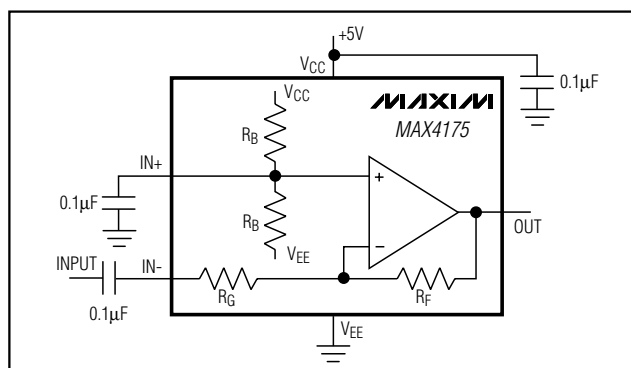 +5V
VCC
0.1µF
VCC
MAXIM
MAX4175
RB
IN+
+
0.1µF
RB
OUT
VEE
−
INPUT
IN-
RG
RF
0.1µF
VEE